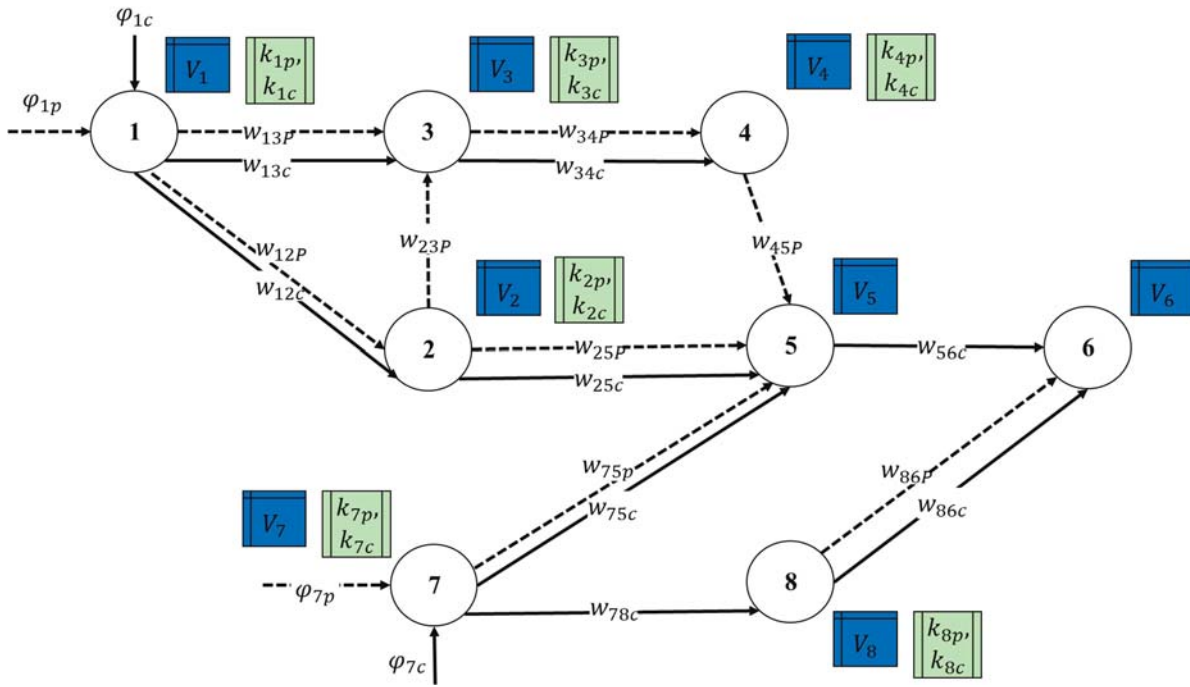 φ₁c
V₁
k₁p,
k₁c
V₃
k₃p,
k₃c
V₄
k₄p,
k₄c
φ₁p
1
w₁₃P
w₁₃c
3
w₃₄P
w₃₄c
4
w₁₂P
w₁₂c
w₂₃P
w₄₅P
V₂
k₂p,
k₂c
V₅
V₆
2
w₂₅P
w₂₅c
5
w₅₆c
6
w₇₅p
w₇₅c
w₈₆P
w₈₆c
V₇
k₇p,
k₇c
φ₇p
7
w₇₈c
8
φ₇c
V₈
k₈p,
k₈c